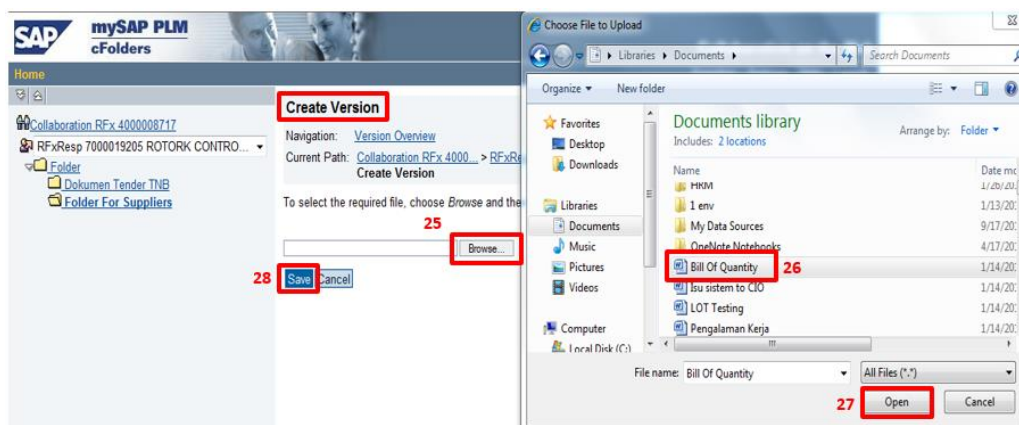 SAP
mySAP PLM
cFolders
Home
Collaboration RFx 4000008717
RFxResp 7000019205 ROTORK CONTRO...
Folder
Dokumen Tender TNB
Folder For Suppliers
Create Version
Navigation: Version Overview
Current Path: Collaboration RFx 4000... > RFxRe
Create Version
To select the required file, choose Browse and the
25
Browse...
28
Save Cancel
Choose File to Upload
Libraries Documents
Search Documents
Organize New folder
Favorites
Desktop
Downloads
Libraries
Documents
Music
Pictures
Videos
Computer
Local Disk (C:)
Documents library
Includes: 2 locations
Arrange by: Folder
Name Date mo
HRM 1/26/20
1 env 1/13/20
My Data Sources 9/17/20
OneNote Notebooks 4/17/20
Bill Of Quantity 26 1/14/20
Isu sistem to CIO 1/14/20
LOT Testing 1/14/20
Pengalaman Kerja 1/14/20
File name: Bill Of Quantity All Files (*.*)
27 Open Cancel